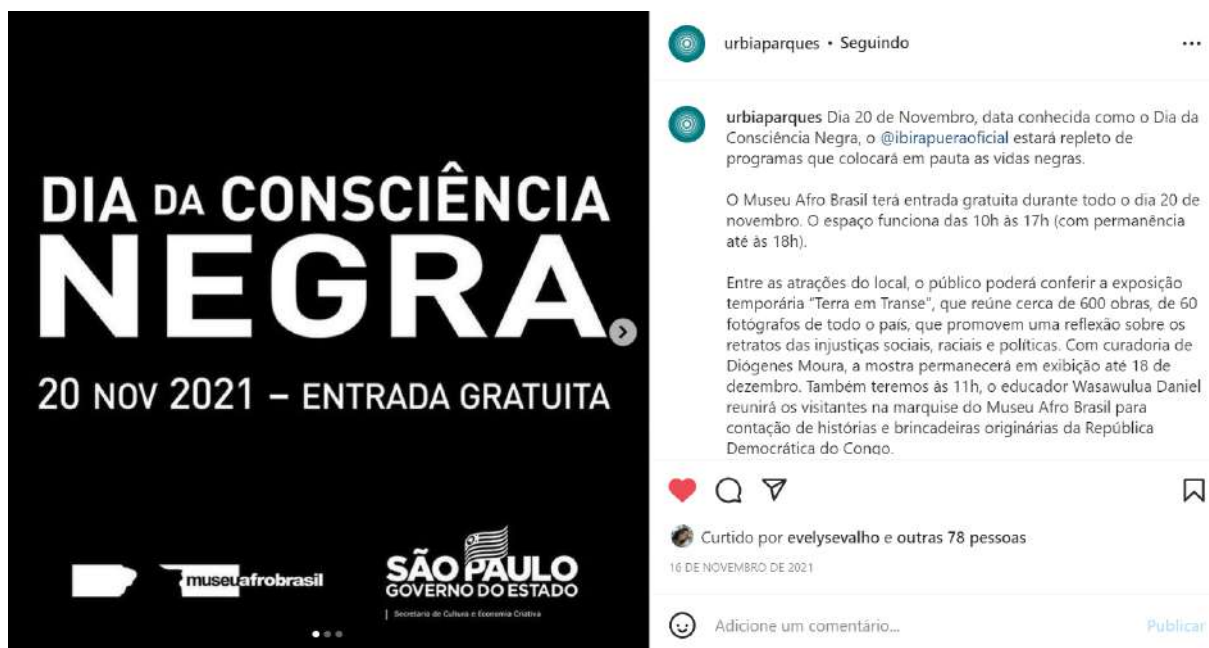 DIA DA CONSCIÊNCIA
NEGRA
20 NOV 2021 – ENTRADA GRATUITA
museuafrobrasil
SÃO PAULO
GOVERNO DO ESTADO
Secretaria de Cultura e Economia Criativa
urbiaparques • Seguindo
urbiaparques Dia 20 de Novembro, data conhecida como o Dia da
Consciência Negra, o @ibirapueraoficial estará repleto de
programas que colocará em pauta as vidas negras.
O Museu Afro Brasil terá entrada gratuita durante todo o dia 20 de
novembro. O espaço funciona das 10h às 17h (com permanência
até às 18h).
Entre as atrações do local, o público poderá conferir a exposição
temporária “Terra em Transe”, que reúne cerca de 600 obras, de 60
fotógrafos de todo o país, que promovem uma reflexão sobre os
retratos das injustiças sociais, raciais e políticas. Com curadoria de
Diógenes Moura, a mostra permanecerá em exibição até 18 de
dezembro. Também teremos às 11h, o educador Wasawulua Daniel
reunirá os visitantes na marquise do Museu Afro Brasil para
contação de histórias e brincadeiras originárias da República
Democrática do Congo.
Curtido por evelysevalho e outras 78 pessoas
16 DE NOVEMBRO DE 2021
Adicione um comentário...
Publicar